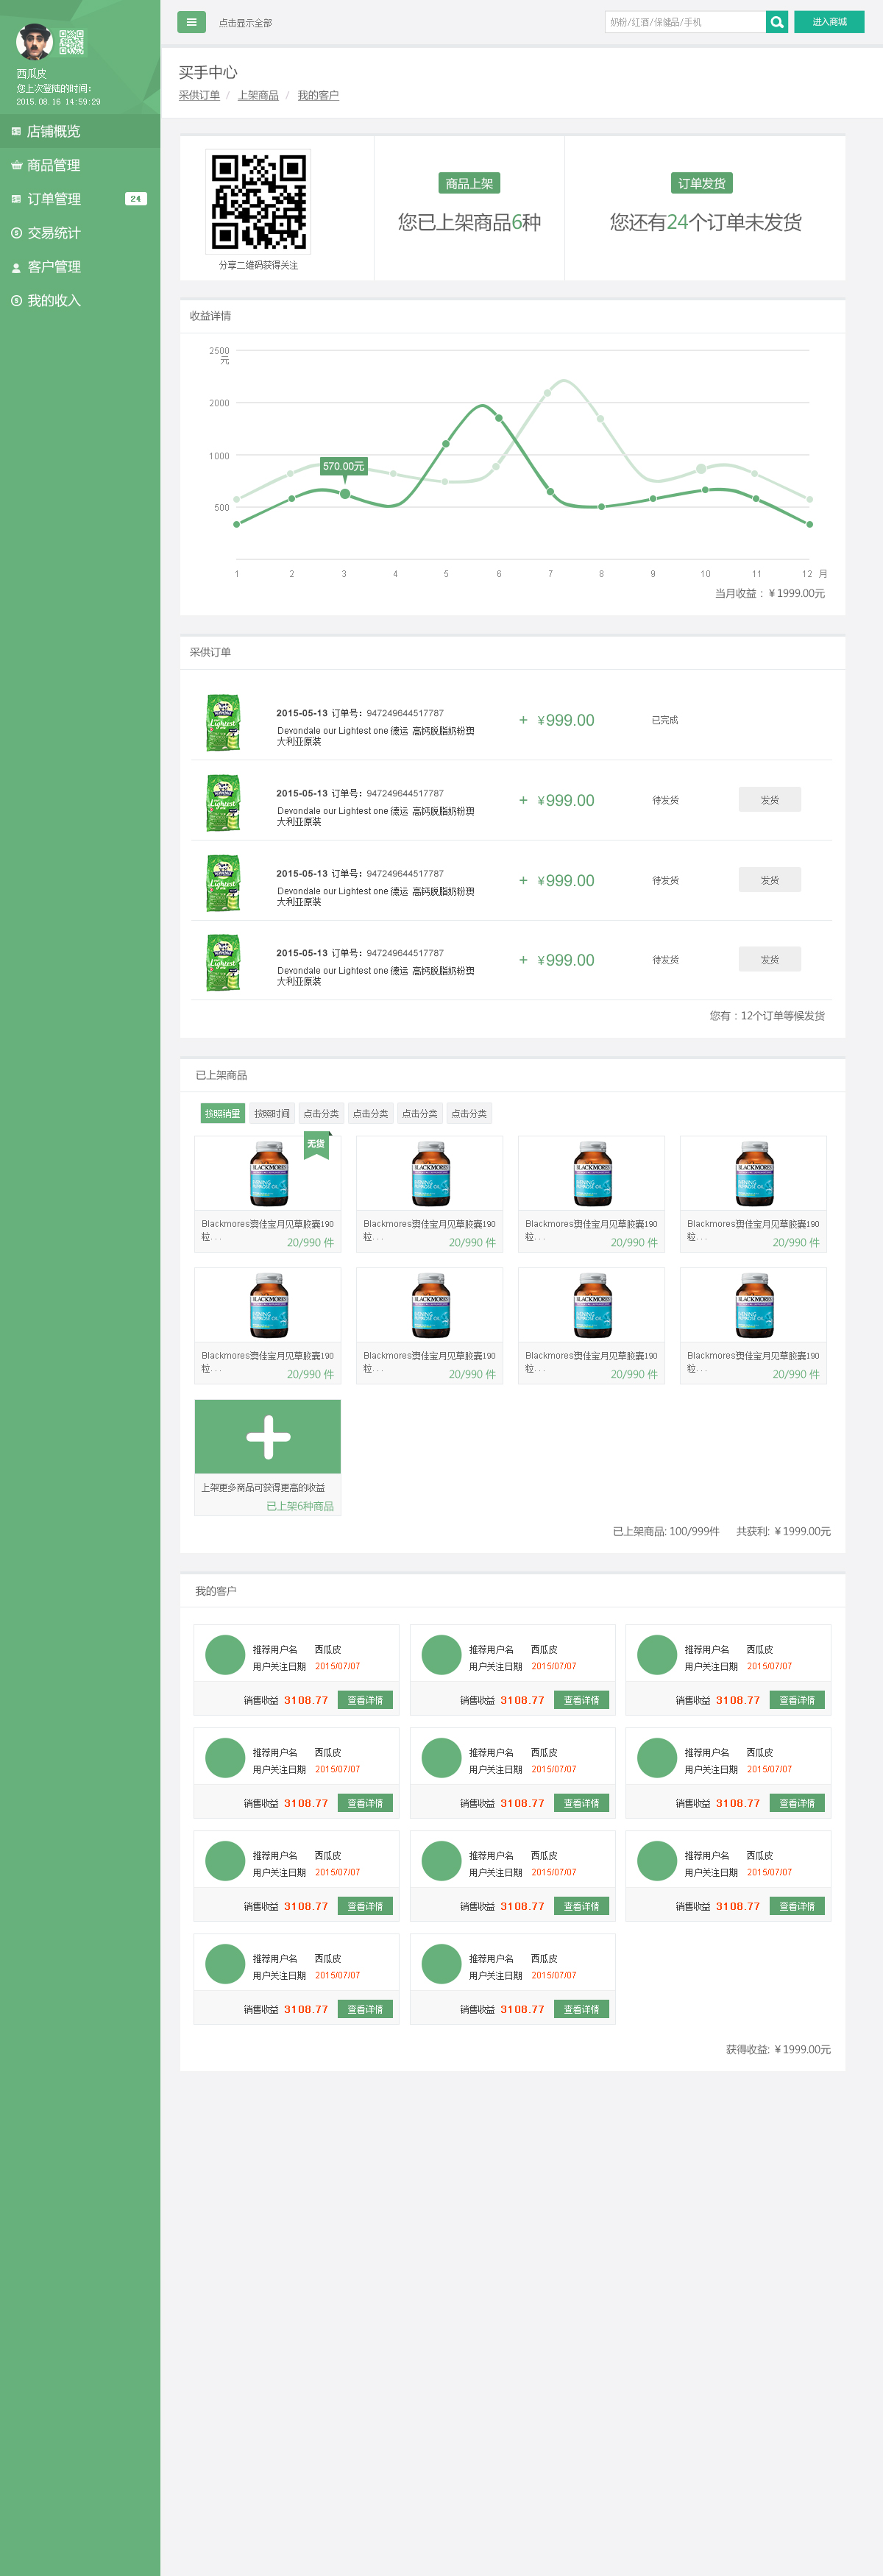 西瓜皮
您上次登陆的时间:
2015.08.16 14:59:29
店铺概览
商品管理
订单管理 24
交易统计
客户管理
我的收入
点击显示全部
奶粉/红酒/保健品/手机
进入商城
买手中心
采供订单 / 上架商品 / 我的客户
分享二维码获得关注
商品上架
您已上架商品6种
订单发货
您还有24个订单未发货
收益详情
2500
元
2000
1000
500
570.00元
1 2 3 4 5 6 7 8 9 10 11 12 月
当月收益：￥1999.00元
采供订单
2015-05-13 订单号: 947249644517787
Devondale our Lightest one 德运 高钙脱脂奶粉澳
大利亚原装
+ ￥999.00
已完成
2015-05-13 订单号: 947249644517787
Devondale our Lightest one 德运 高钙脱脂奶粉澳
大利亚原装
+ ￥999.00
待发货
发货
2015-05-13 订单号: 947249644517787
Devondale our Lightest one 德运 高钙脱脂奶粉澳
大利亚原装
+ ￥999.00
待发货
发货
2015-05-13 订单号: 947249644517787
Devondale our Lightest one 德运 高钙脱脂奶粉澳
大利亚原装
+ ￥999.00
待发货
发货
您有：12个订单等候发货
已上架商品
按照销量 按照时间 点击分类 点击分类 点击分类 点击分类
无货
BLACKMORES
Blackmores澳佳宝月见草胶囊190
粒...
20/990 件
BLACKMORES
Blackmores澳佳宝月见草胶囊190
粒...
20/990 件
BLACKMORES
Blackmores澳佳宝月见草胶囊190
粒...
20/990 件
BLACKMORES
Blackmores澳佳宝月见草胶囊190
粒...
20/990 件
BLACKMORES
Blackmores澳佳宝月见草胶囊190
粒...
20/990 件
BLACKMORES
Blackmores澳佳宝月见草胶囊190
粒...
20/990 件
BLACKMORES
Blackmores澳佳宝月见草胶囊190
粒...
20/990 件
BLACKMORES
Blackmores澳佳宝月见草胶囊190
粒...
20/990 件
上架更多商品可获得更高的收益
已上架6种商品
已上架商品: 100/999件 共获利: ￥1999.00元
我的客户
推荐用户名 西瓜皮
用户关注日期 2015/07/07
销售收益 3108.77 查看详情
推荐用户名 西瓜皮
用户关注日期 2015/07/07
销售收益 3108.77 查看详情
推荐用户名 西瓜皮
用户关注日期 2015/07/07
销售收益 3108.77 查看详情
推荐用户名 西瓜皮
用户关注日期 2015/07/07
销售收益 3108.77 查看详情
推荐用户名 西瓜皮
用户关注日期 2015/07/07
销售收益 3108.77 查看详情
推荐用户名 西瓜皮
用户关注日期 2015/07/07
销售收益 3108.77 查看详情
推荐用户名 西瓜皮
用户关注日期 2015/07/07
销售收益 3108.77 查看详情
推荐用户名 西瓜皮
用户关注日期 2015/07/07
销售收益 3108.77 查看详情
推荐用户名 西瓜皮
用户关注日期 2015/07/07
销售收益 3108.77 查看详情
推荐用户名 西瓜皮
用户关注日期 2015/07/07
销售收益 3108.77 查看详情
推荐用户名 西瓜皮
用户关注日期 2015/07/07
销售收益 3108.77 查看详情
获得收益: ￥1999.00元